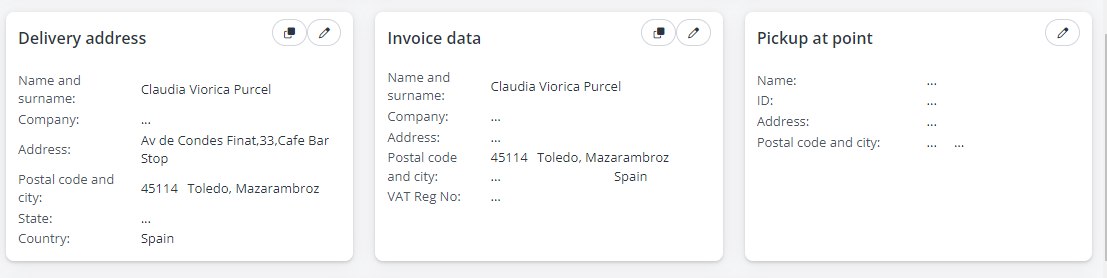 Delivery address
Name and surname: Claudia Viorica Purcel
Company: ...
Address: Av de Condes Finat,33,Cafe Bar Stop
Postal code and city: 45114 Toledo, Mazarambroz
State: ...
Country: Spain
Invoice data
Name and surname: Claudia Viorica Purcel
Company: ...
Address: ...
Postal code and city: 45114 Toledo, Mazarambroz
... Spain
VAT Reg No: ...
Pickup at point
Name: ...
ID: ...
Address: ...
Postal code and city: ... ...